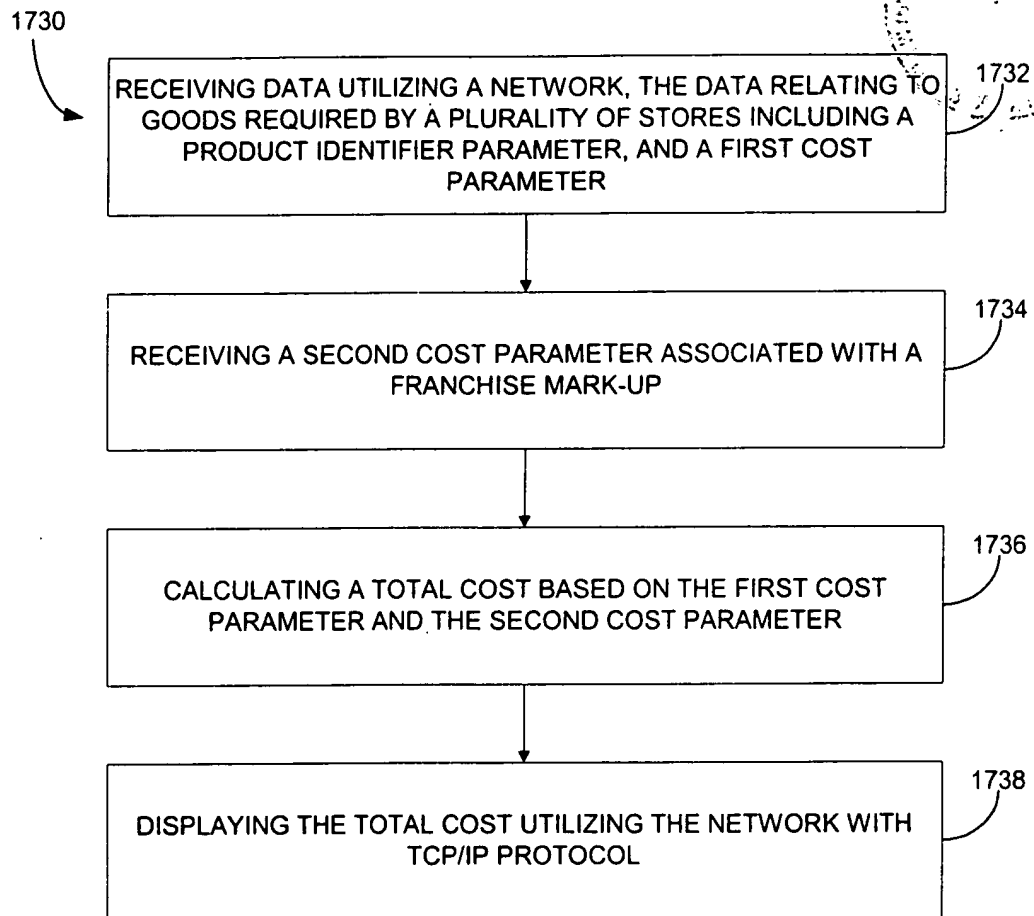 1730
RECEIVING DATA UTILIZING A NETWORK, THE DATA RELATING TO
GOODS REQUIRED BY A PLURALITY OF STORES INCLUDING A
PRODUCT IDENTIFIER PARAMETER, AND A FIRST COST
PARAMETER
1732
RECEIVING A SECOND COST PARAMETER ASSOCIATED WITH A
FRANCHISE MARK-UP
1734
CALCULATING A TOTAL COST BASED ON THE FIRST COST
PARAMETER AND THE SECOND COST PARAMETER
1736
DISPLAYING THE TOTAL COST UTILIZING THE NETWORK WITH
TCP/IP PROTOCOL
1738